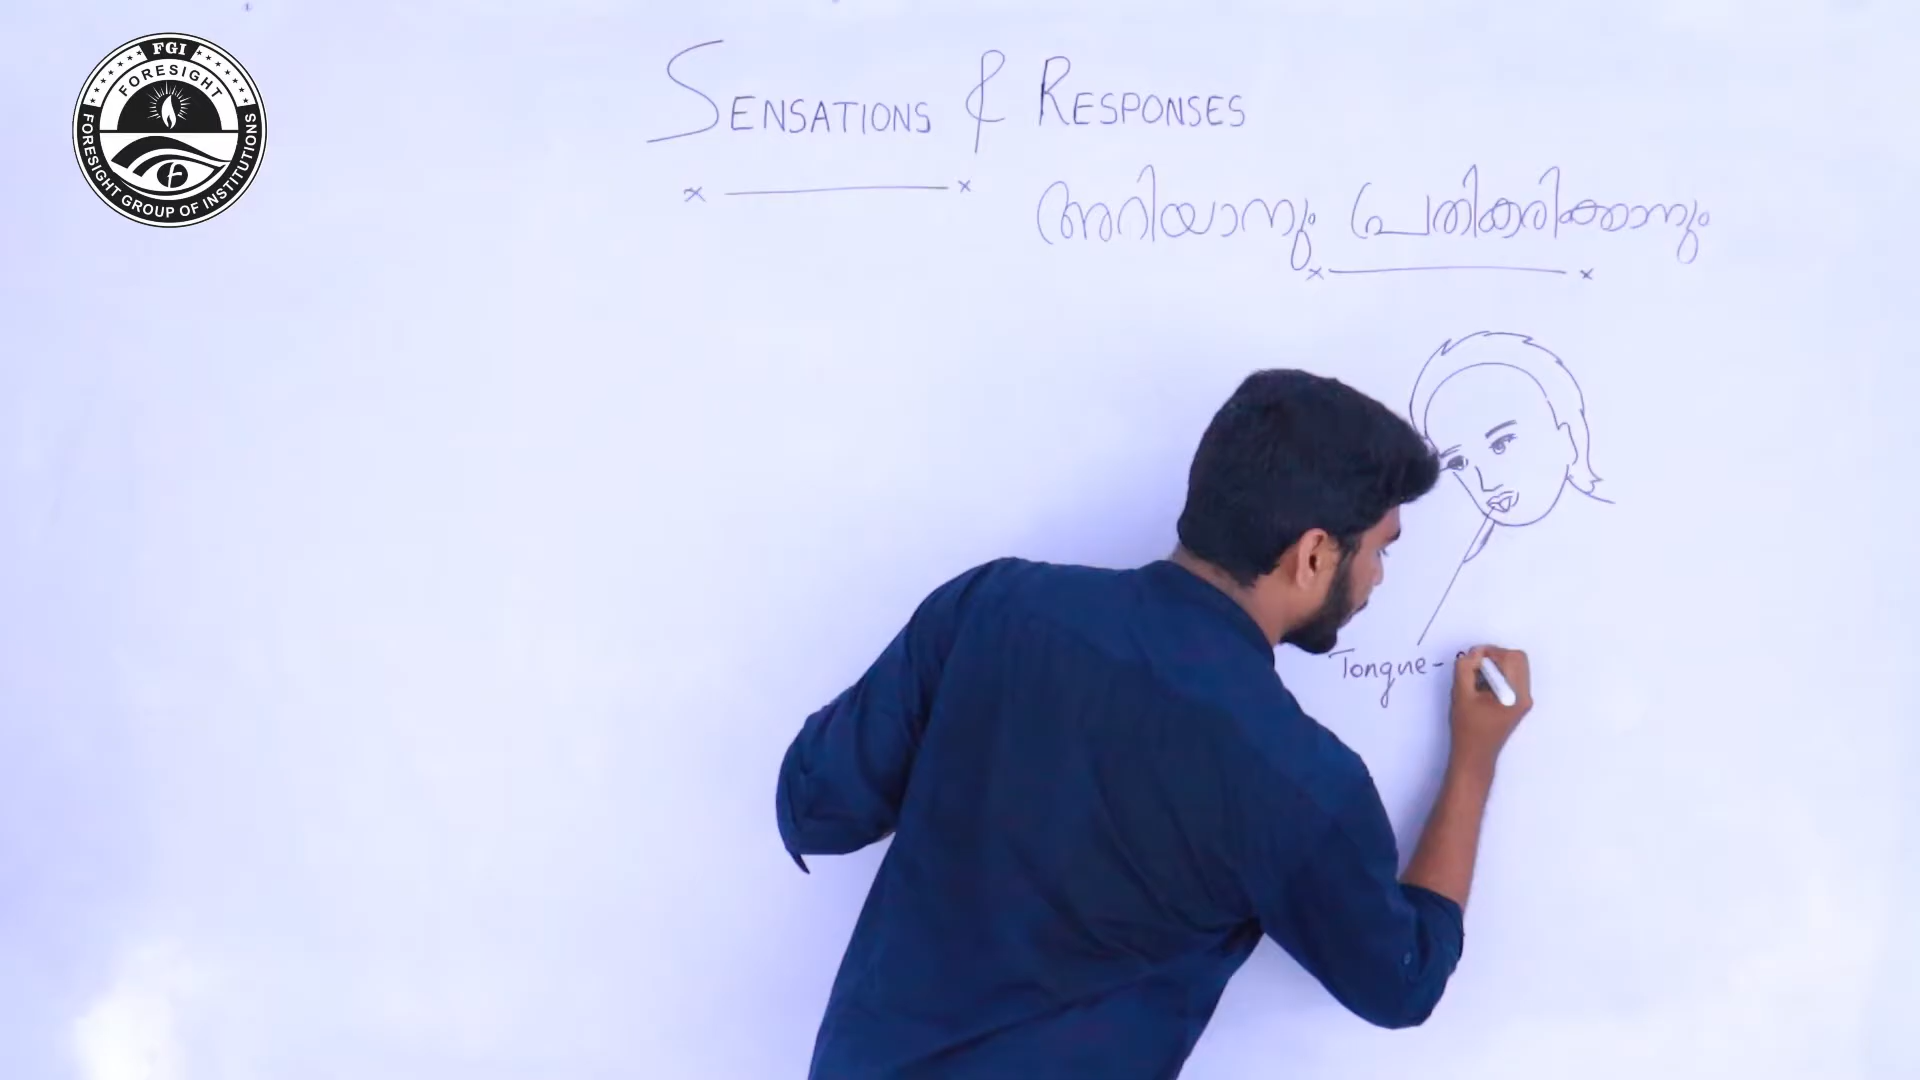 FGI
FORESIGHT
FORESIGHT GROUP OF INSTITUTIONS
SENSATIONS & RESPONSES
അറിയാനും പ്രതികരിക്കാനും
Tongue -